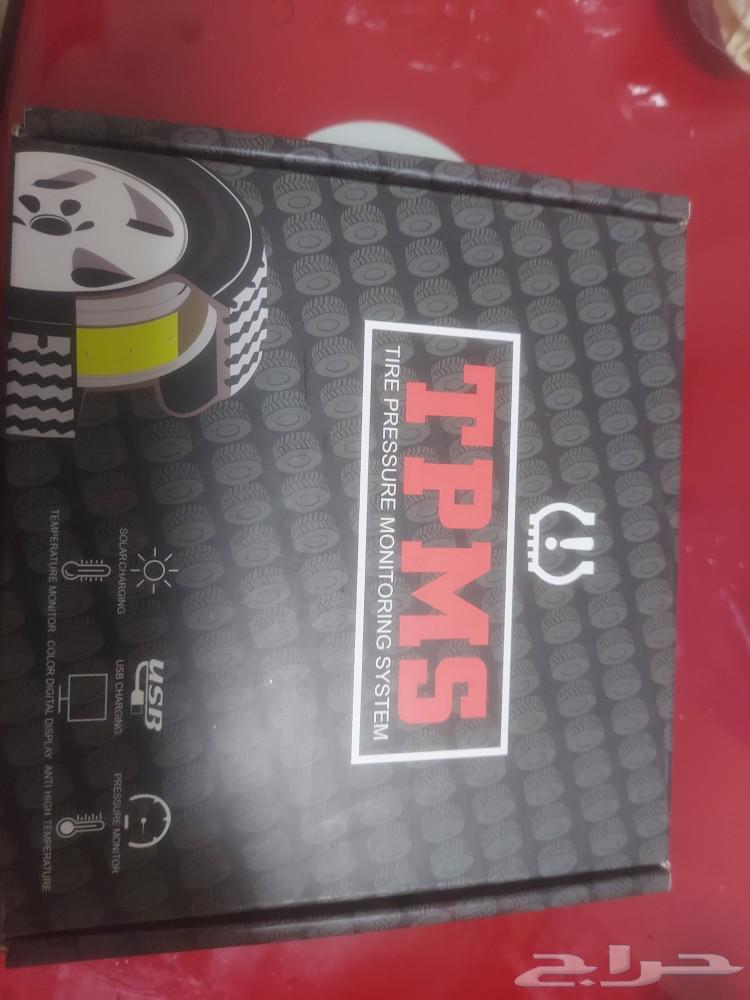 TPMS
TIRE PRESSURE MONITORING SYSTEM
USB
SOLAR CHARGING
USB CHARGING
PRESSURE MONITOR
TEMPERATURE MONITOR
COLOR DIGITAL DISPLAY
ANTI HIGH TEMPERATURE
حراج